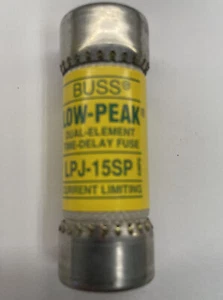 BUSS®
LOW-PEAK®
DUAL-ELEMENT
TIME-DELAY FUSE
LPJ-15SP
CURRENT LIMITING